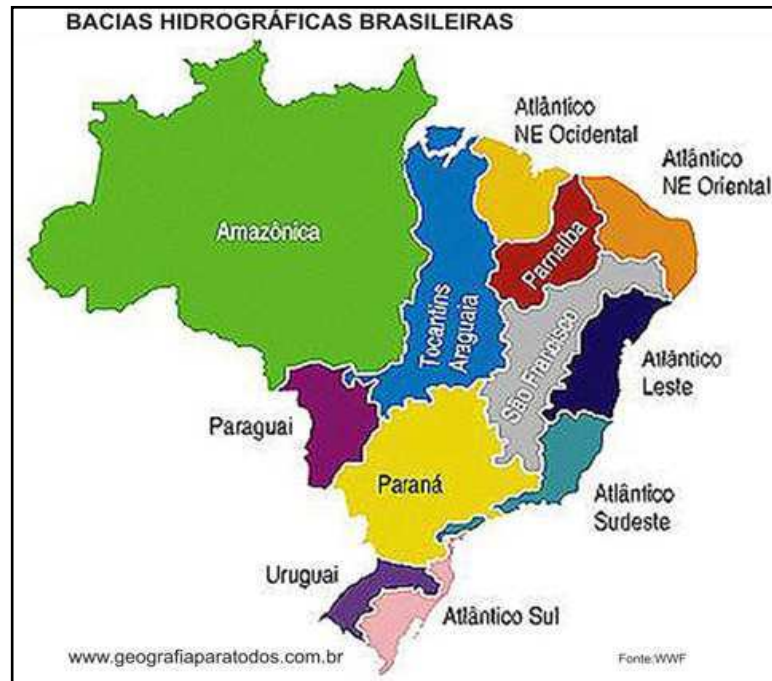 BACIAS HIDROGRÁFICAS BRASILEIRAS
Atlântico
NE Ocidental
Atlântico
NE Oriental
Amazônica
Parnaíba
Tocantins
Araguaia
São Francisco
Atlântico
Leste
Paraguai
Paraná
Atlântico
Sudeste
Uruguai
Atlântico Sul
www.geografiaparatodos.com.br
Fonte:WWF